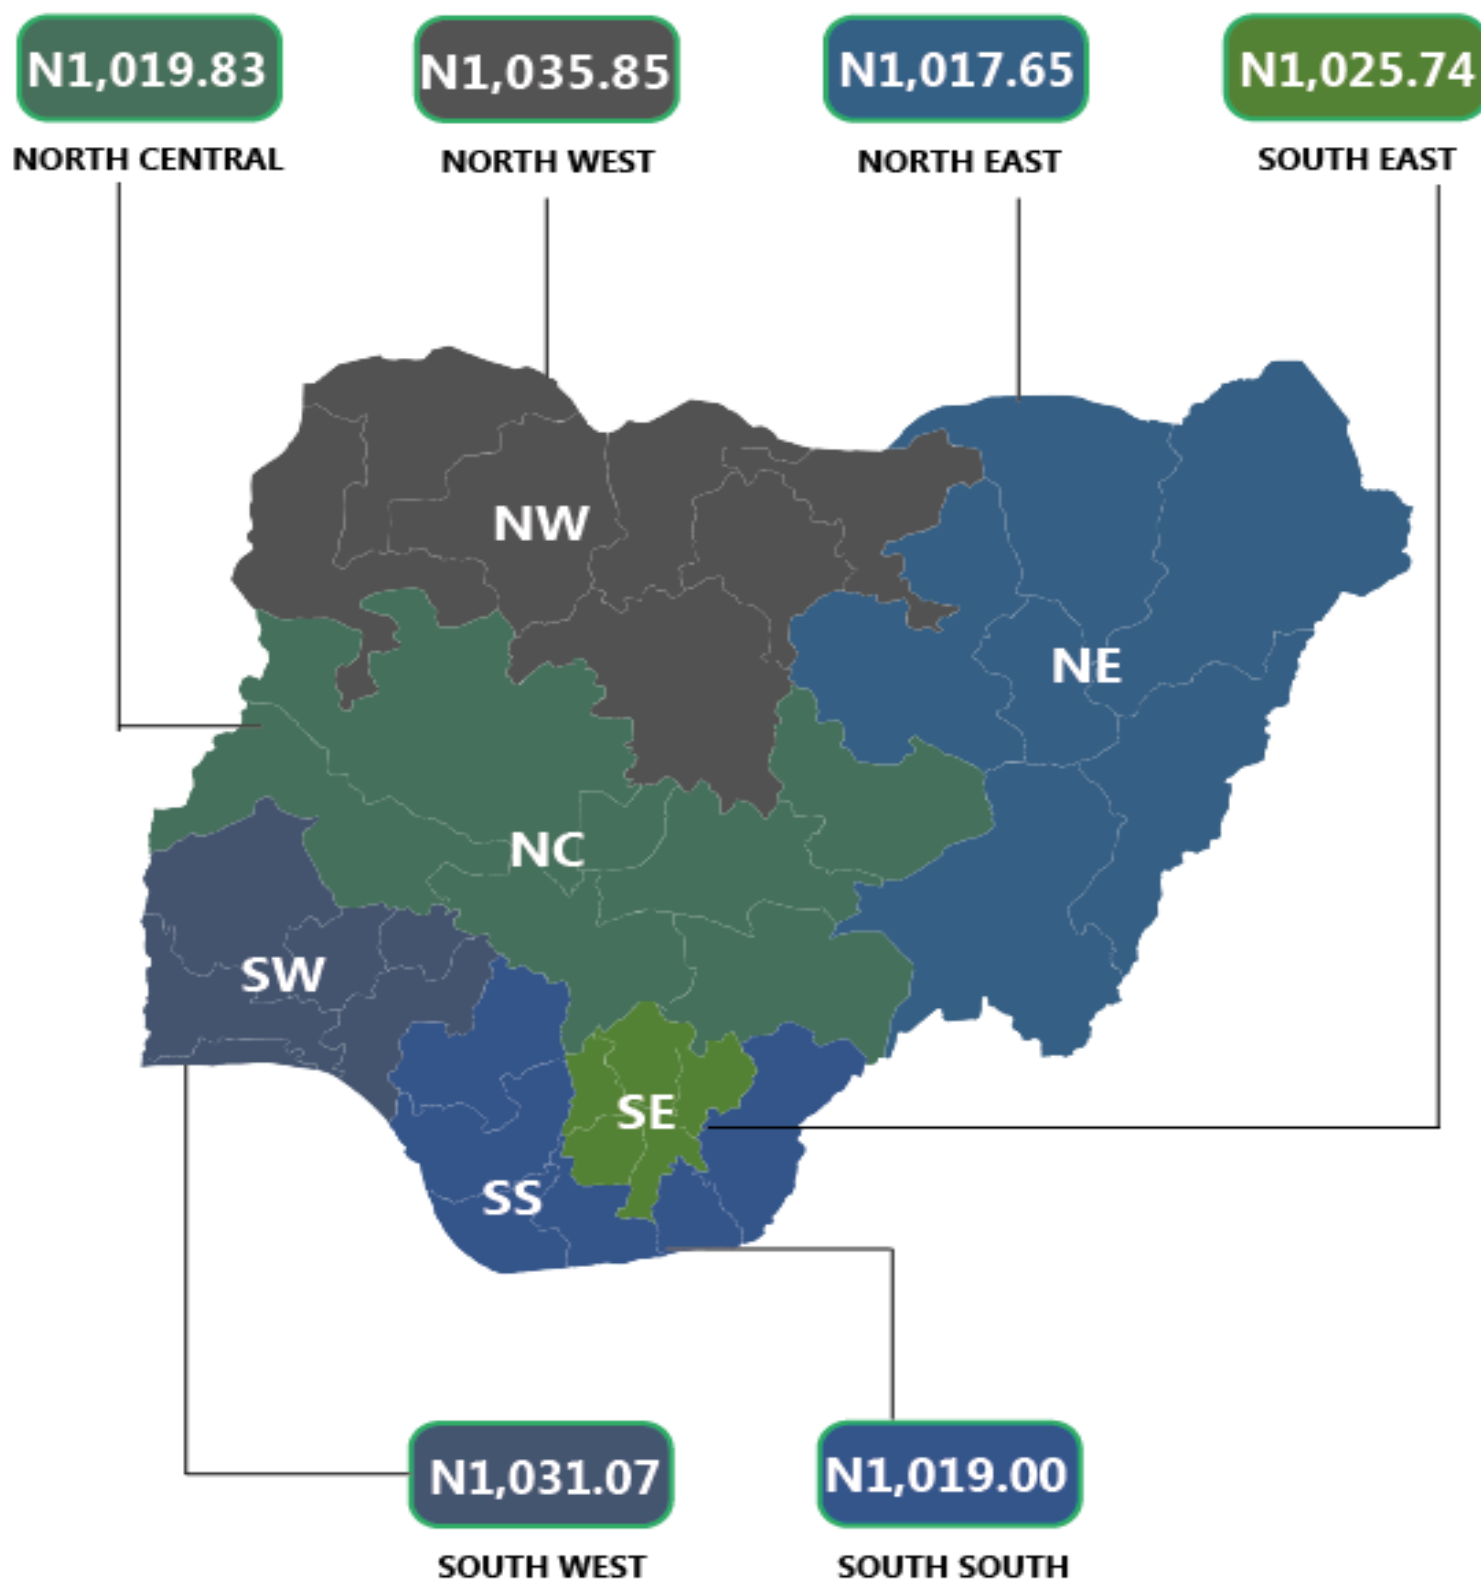 N1,019.83
N1,035.85
N1,017.65
N1,025.74
NORTH CENTRAL
NORTH WEST
NORTH EAST
SOUTH EAST
NW
NE
NC
SW
SE
SS
N1,031.07
N1,019.00
SOUTH WEST
SOUTH SOUTH